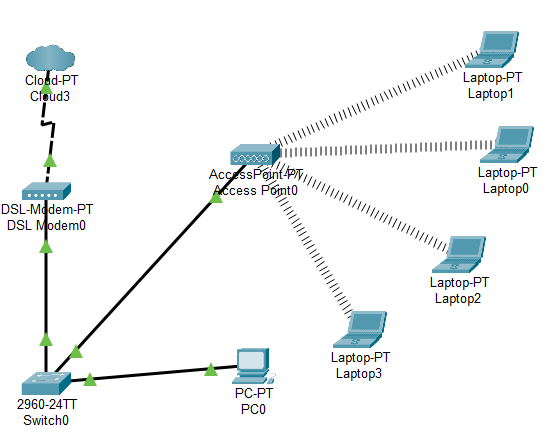 Cloud-PT
Cloud3
Laptop-PT
Laptop1
AccessPoint-PT
Access Point0
Laptop-PT
Laptop0
DSL-Modem-PT
DSL Modem0
Laptop-PT
Laptop2
Laptop-PT
Laptop3
2960-24TT
Switch0
PC-PT
PC0